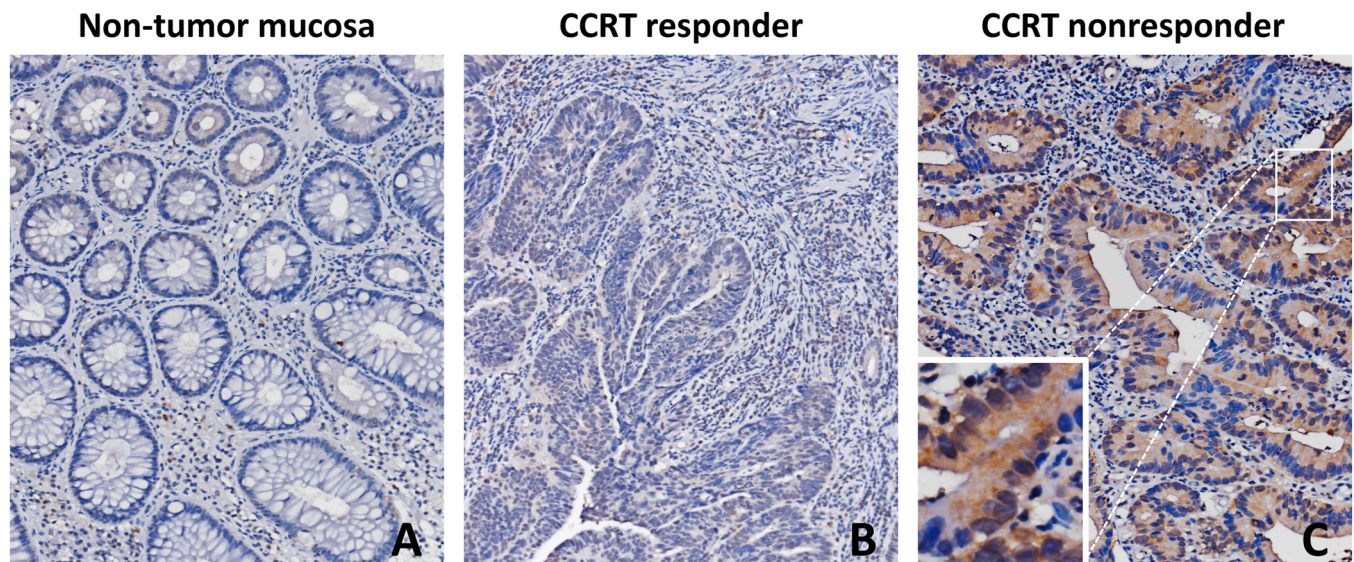 Non-tumor mucosa
CCRT responder
CCRT nonresponder
A
B
C